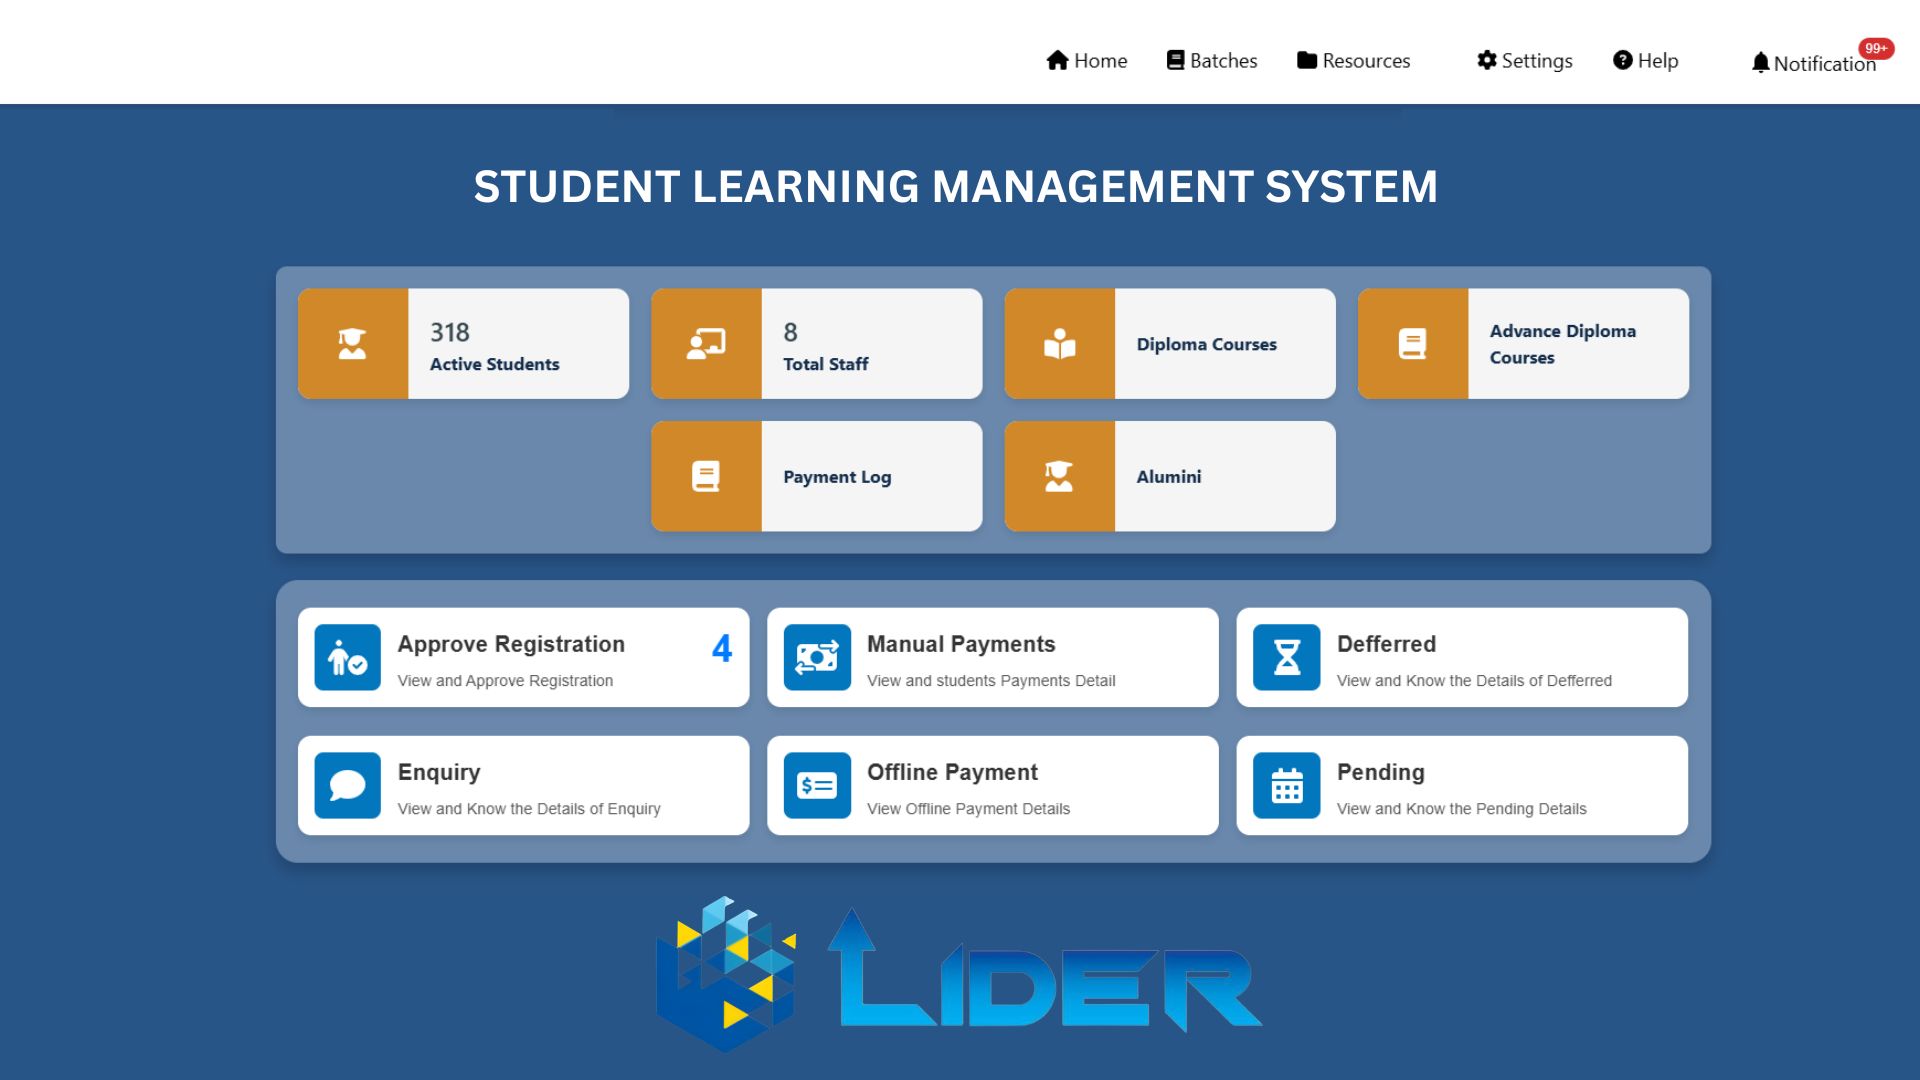 Home Batches Resources Settings Help Notification 99+
STUDENT LEARNING MANAGEMENT SYSTEM
318
Active Students
8
Total Staff
Diploma Courses
Advance Diploma
Courses
Payment Log
Alumini
Approve Registration 4
View and Approve Registration
Manual Payments
View and students Payments Detail
Defferred
View and Know the Details of Defferred
Enquiry
View and Know the Details of Enquiry
Offline Payment
View Offline Payment Details
Pending
View and Know the Pending Details
LIDER